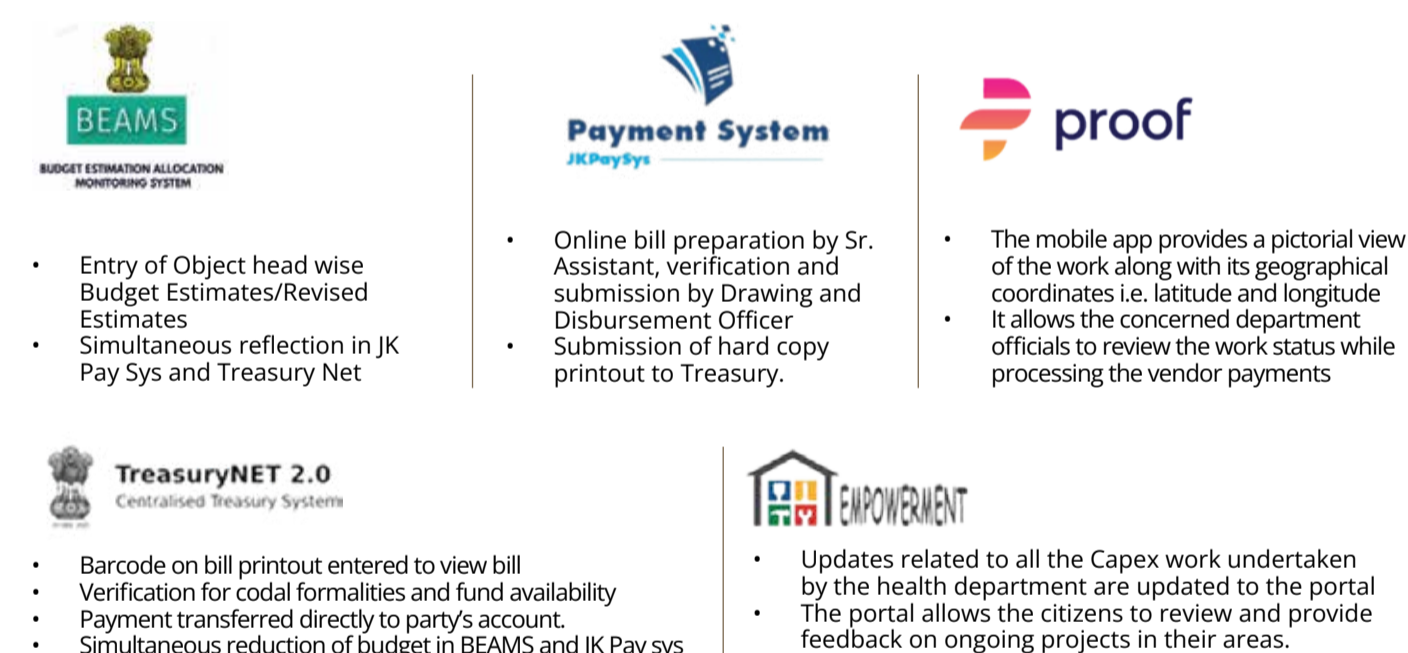 BEAMS
BUDGET ESTIMATION ALLOCATION
MONITORING SYSTEM
• Entry of Object head wise
Budget Estimates/Revised
Estimates
• Simultaneous reflection in JK
Pay Sys and Treasury Net
Payment System
JKPaySys
• Online bill preparation by Sr.
Assistant, verification and
submission by Drawing and
Disbursement Officer
• Submission of hard copy
printout to Treasury.
proof
• The mobile app provides a pictorial view
of the work along with its geographical
coordinates i.e. latitude and longitude
• It allows the concerned department
officials to review the work status while
processing the vendor payments
TreasuryNET 2.0
Centralised Treasury System
• Barcode on bill printout entered to view bill
• Verification for codal formalities and fund availability
• Payment transferred directly to party’s account.
• Simultaneous reduction of budget in BEAMS and JK Pay sys
EMPOWERMENT
• Updates related to all the Capex work undertaken
by the health department are updated to the portal
• The portal allows the citizens to review and provide
feedback on ongoing projects in their areas.